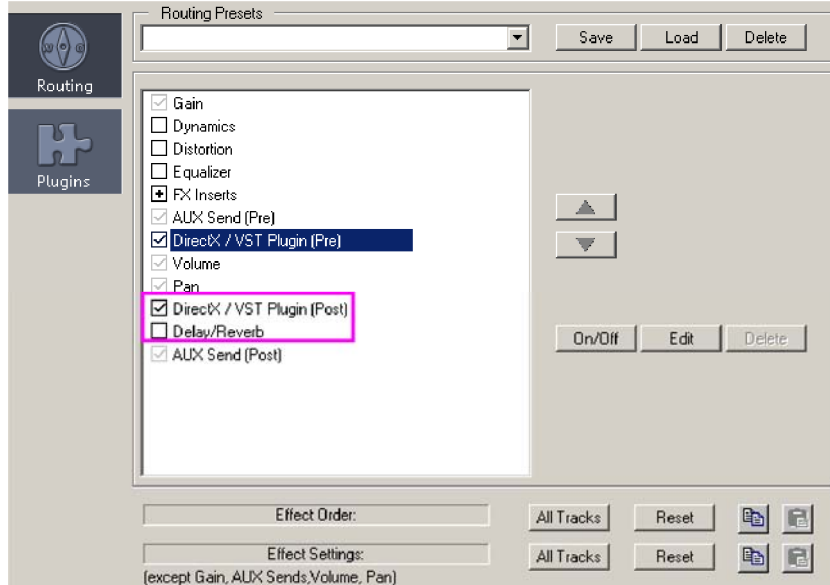 Routing Presets
Save Load Delete
Routing
Plugins
Gain
Dynamics
Distortion
Equalizer
FX Inserts
AUX Send (Pre)
DirectX / VST Plugin (Pre)
Volume
Pan
DirectX / VST Plugin (Post)
Delay/Reverb
AUX Send (Post)
On/Off Edit Delete
Effect Order: All Tracks Reset
Effect Settings: All Tracks Reset
(except Gain, AUX Sends,Volume, Pan)